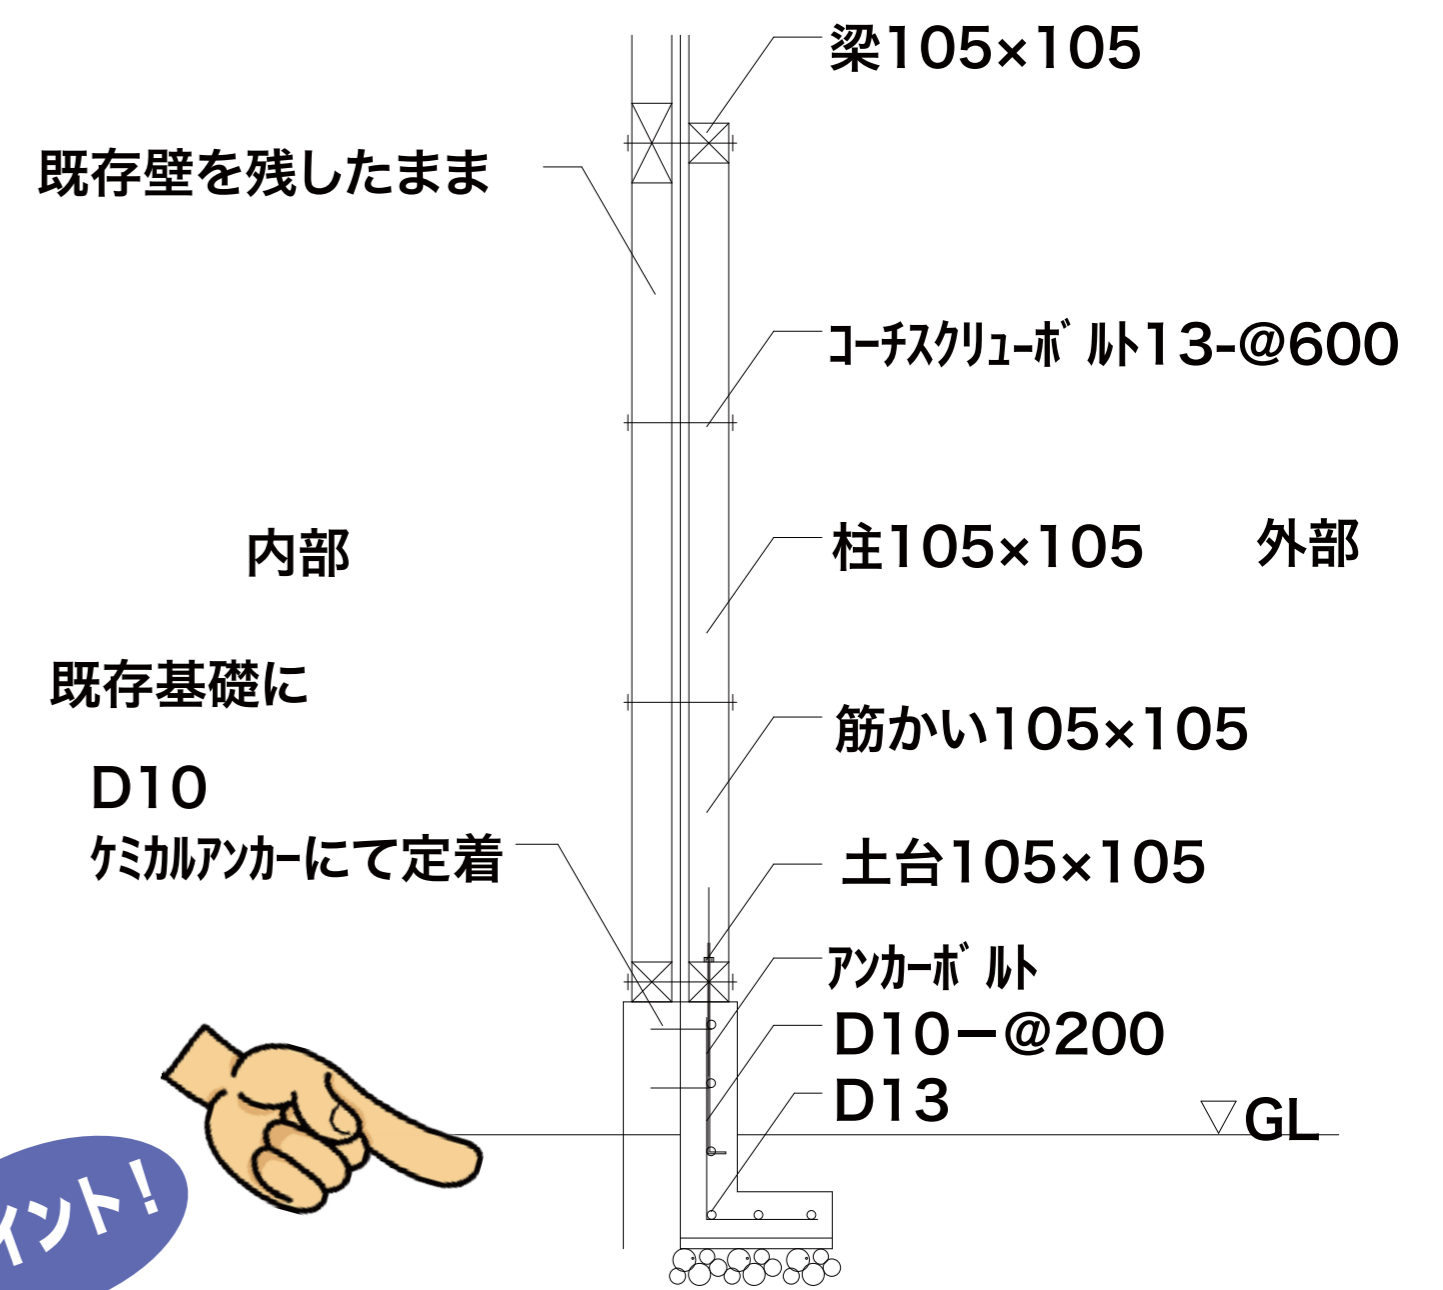 梁105×105
既存壁を残したまま
ｺｰﾁｽｸﾘｭｰﾎﾞﾙﾄ13-@600
内部
柱105×105
外部
既存基礎に
筋かい105×105
D10
ｹﾐｶﾙｱﾝｶｰにて定着
土台105×105
ｱﾝｶｰﾎﾞﾙﾄ
D10－@200
D13
▽GL
イント！